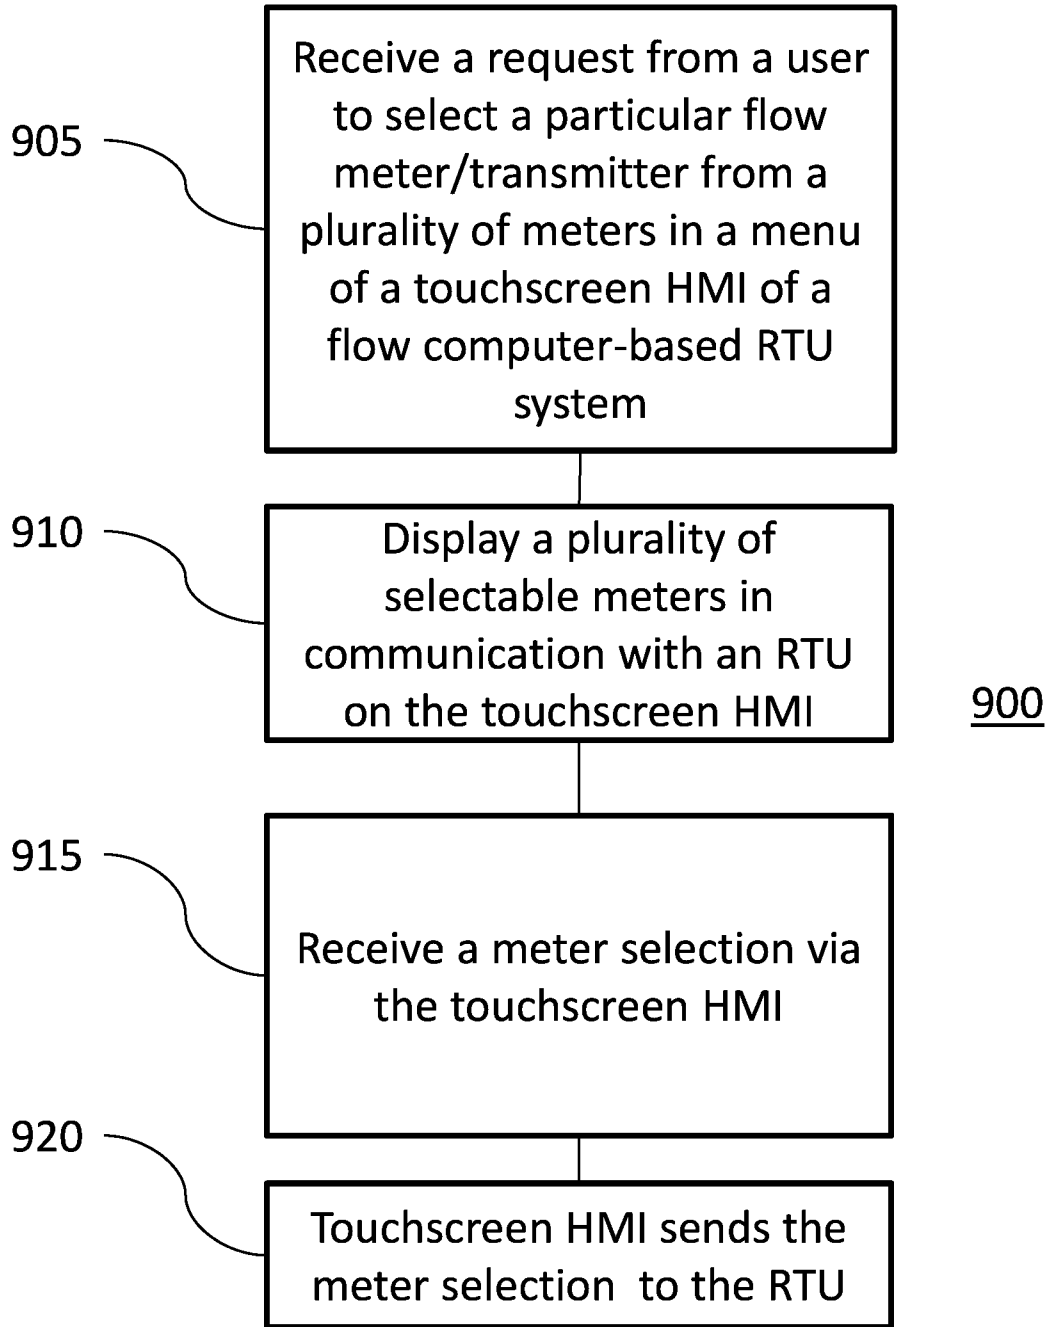 905
Receive a request from a user
to select a particular flow
meter/transmitter from a
plurality of meters in a menu
of a touchscreen HMI of a
flow computer-based RTU
system
910
Display a plurality of
selectable meters in
communication with an RTU
on the touchscreen HMI
900
915
Receive a meter selection via
the touchscreen HMI
920
Touchscreen HMI sends the
meter selection to the RTU